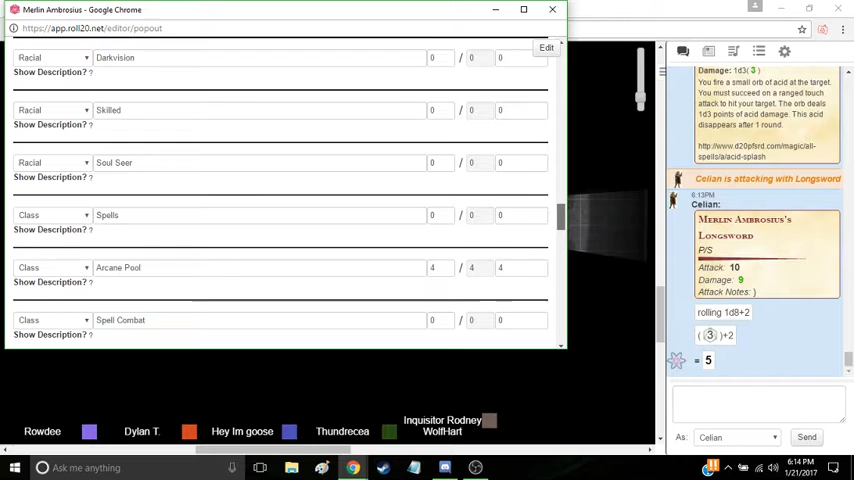 Merlin Ambrosius - Google Chrome
https://app.roll20.net/editor/popout
Edit
Racial Darkvision 0 / 0 0
Show Description? ?
Racial Skilled 0 / 0 0
Show Description? ?
Racial Soul Seer 0 / 0 0
Show Description? ?
Class Spells 0 / 0 0
Show Description? ?
Class Arcane Pool 4 / 4 4
Show Description? ?
Class Spell Combat 0 / 0 0
Show Description? ?
Damage: 1d3( 3 )
You fire a small orb of acid at the target.
You must succeed on a ranged touch
attack to hit your target. The orb deals
1d3 points of acid damage. This acid
disappears after 1 round.
http://www.d20pfsrd.com/magic/all-
spells/a/acid-splash
Celian is attacking with Longsword
6:13PM
Celian:
Merlin Ambrosius's
Longsword
P/S
Attack: 10
Damage: 9
Attack Notes: )
rolling 1d8+2
( 3 )+2
= 5
As: Celian Send
Rowdee
Dylan T.
Hey Im goose
Thundrecea
Inquisitor Rodney
WolfHart
Ask me anything
6:14 PM
1/21/2017